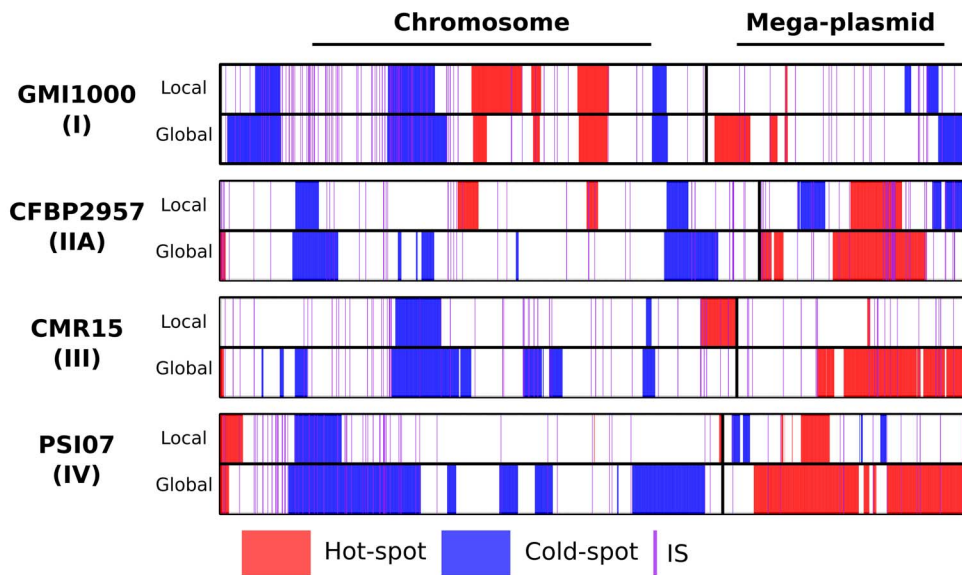 Chromosome Mega-plasmid
GMI1000
(I)
Local
Global
CFBP2957
(IIA)
Local
Global
CMR15
(III)
Local
Global
PSI07
(IV)
Local
Global
Hot-spot Cold-spot IS